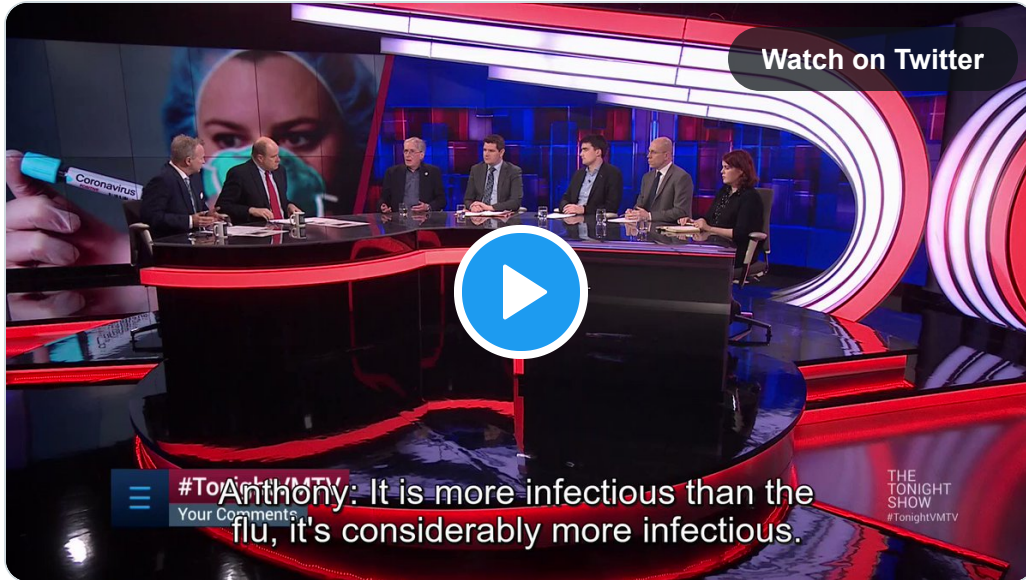 Watch on Twitter
Coronavirus
#TonightVMTV
Your Comments
Anthony: It is more infectious than the
flu, it's considerably more infectious.
THE
TONIGHT
SHOW
#TonightVMTV